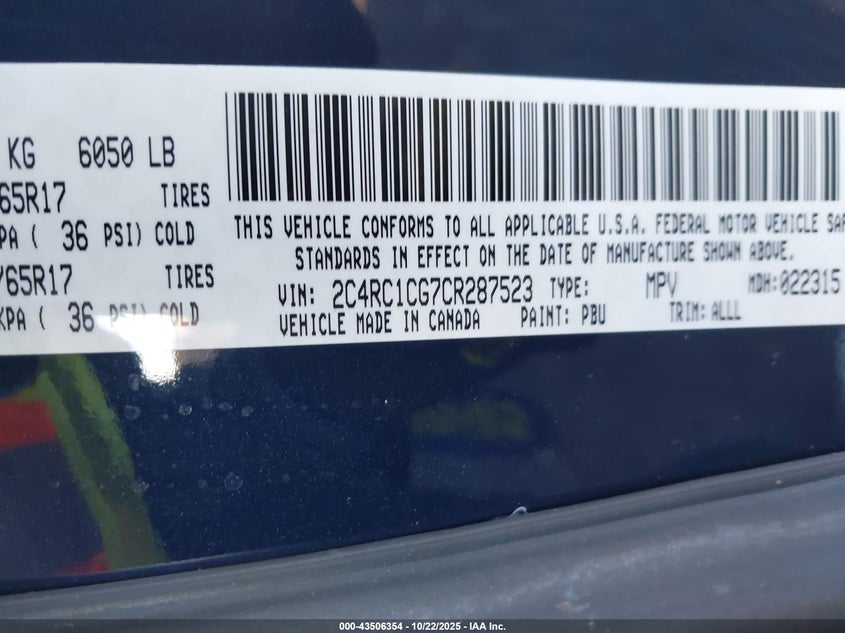 KG 6050 LB
65R17 TIRES
PA ( 36 PSI) COLD
/65R17 TIRES
KPA ( 36 PSI) COLD
THIS VEHICLE CONFORMS TO ALL APPLICABLE U.S.A. FEDERAL MOTOR VEHICLE SAF
STANDARDS IN EFFECT ON THE DATE OF MANUFACTURE SHOWN ABOVE.
VIN: 2C4RC1CG7CR287523 TYPE: MPV MDH:022315
VEHICLE MADE IN CANADA PAINT: PBU TRIM: ALLL
000-43506354 - 10/22/2025 - IAA Inc.